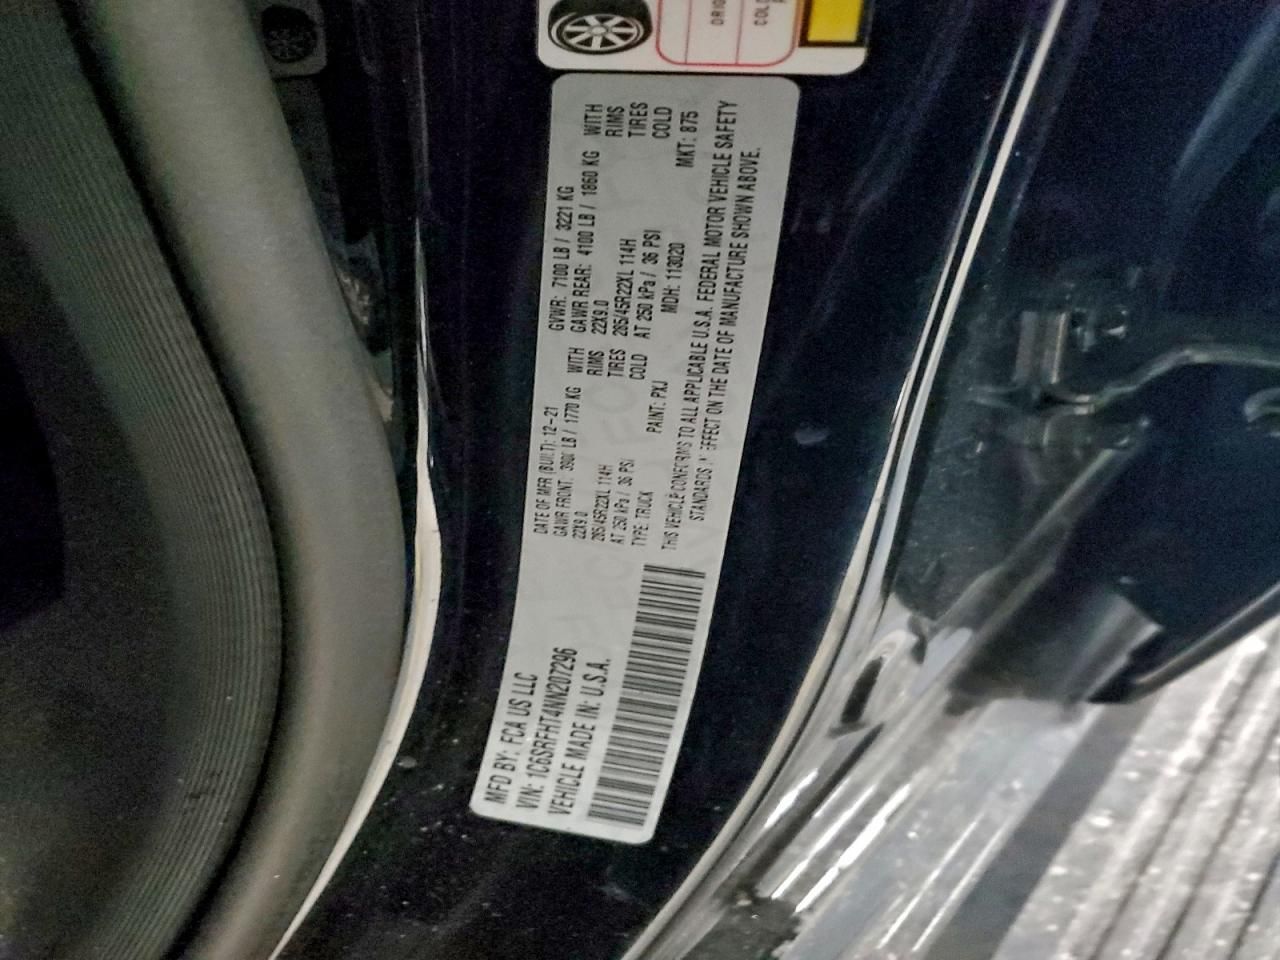 ORIG
COLD
MFD BY: FCA US LLC
VIN: 1C6SRFHT4NN207296
VEHICLE MADE IN: U.S.A.
DATE OF MFR (BUILT): 12-21 GVWR: 7100 LB / 3221 KG
GAWR FRONT: 3900 LB / 1770 KG WITH GAWR REAR: 4100 LB / 1860 KG WITH
22X9.0 RIMS 22X9.0 RIMS
285/45R22XL 114H TIRES 285/45R22XL 114H TIRES
AT 250 kPa / 36 PSI COLD AT 250 kPa / 36 PSI COLD
TYPE: TRUCK PAINT: PXJ MDH: 113020 MKT: 875
THIS VEHICLE CONFORMS TO ALL APPLICABLE U.S.A. FEDERAL MOTOR VEHICLE SAFETY
STANDARDS IN EFFECT ON THE DATE OF MANUFACTURE SHOWN ABOVE.